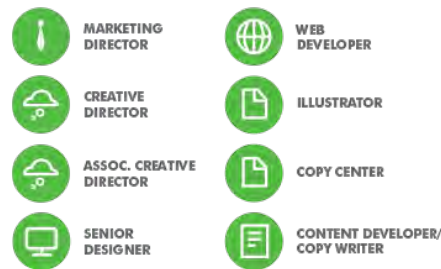 MARKETING
DIRECTOR
WEB
DEVELOPER
CREATIVE
DIRECTOR
ILLUSTRATOR
ASSOC. CREATIVE
DIRECTOR
COPY CENTER
SENIOR
DESIGNER
CONTENT DEVELOPER/
COPY WRITER